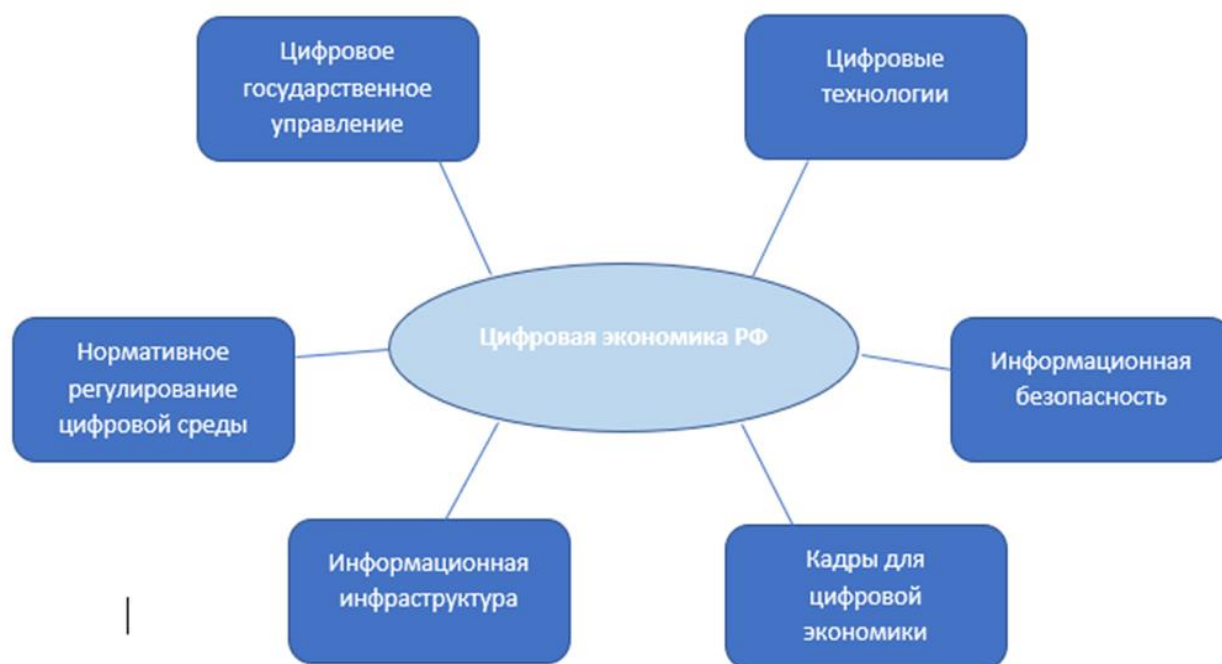 Цифровое
государственное
управление
Цифровые
технологии
Цифровая экономика РФ
Нормативное
регулирование
цифровой среды
Информационная
безопасность
Информационная
инфраструктура
Кадры для
цифровой
экономики